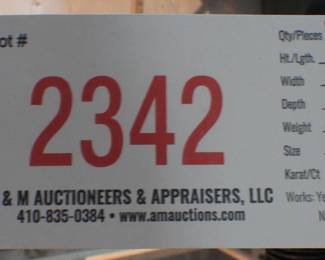 ot #
2342
& M AUCTIONEERS & APPRAISERS, LLC
410-835-0384 • www.amauctions.com
Qty/Pieces
Ht./Lgth.
Width
Depth
Weight
Size
Karat/Ct
Works: Ye
N